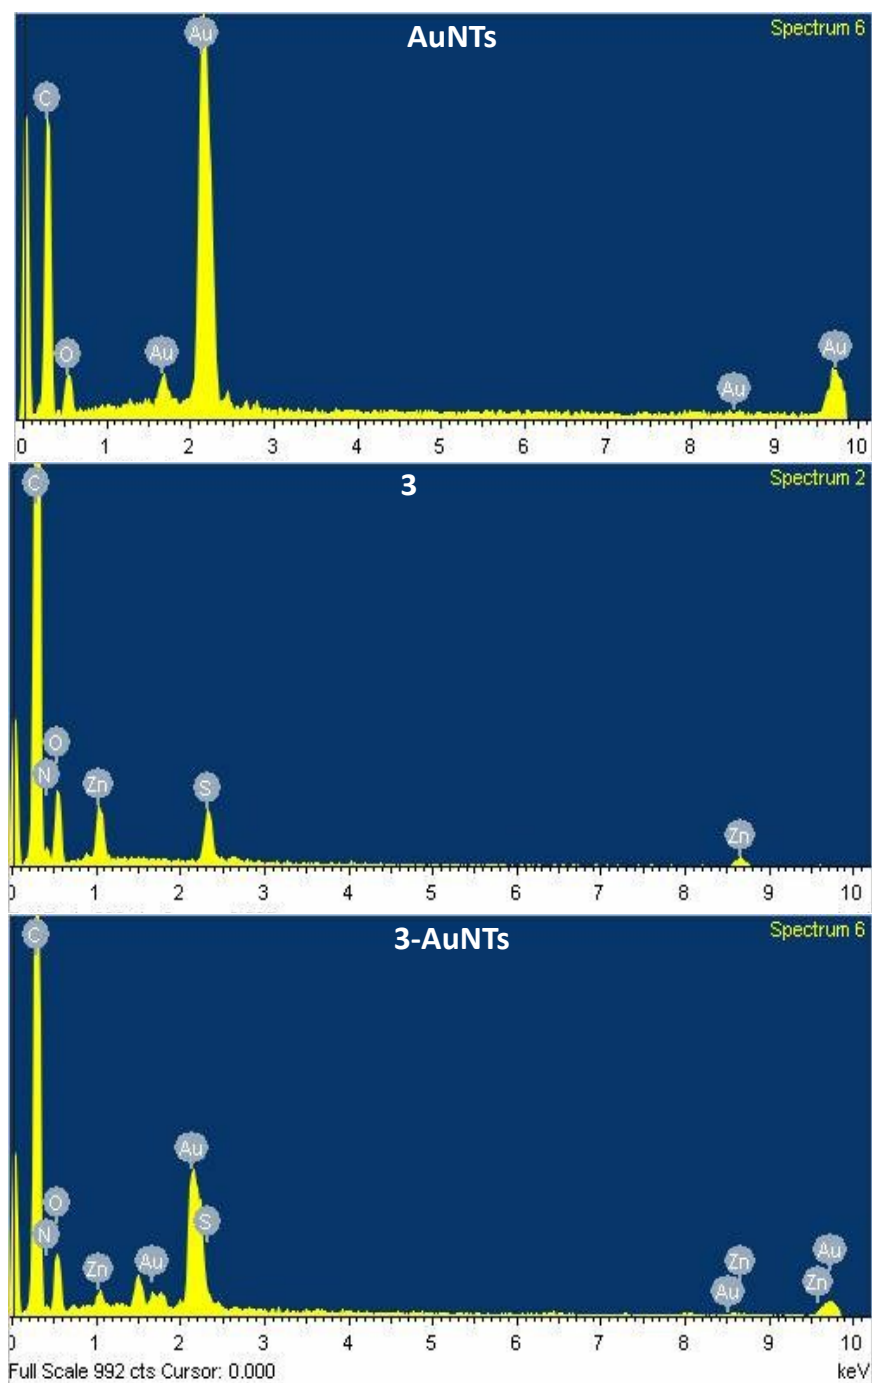 AuNTs
Spectrum 6
Au
C
O
Au
Au
Au
0 1 2 3 4 5 6 7 8 9 10
3
Spectrum 2
C
O
N
Zn
S
Zn
0 1 2 3 4 5 6 7 8 9 10
3-AuNTs
Spectrum 6
C
Au
O
S
N
Zn
Au
Zn
Au
Au
Zn
0 1 2 3 4 5 6 7 8 9 10
Full Scale 992 cts Cursor: 0.000 keV